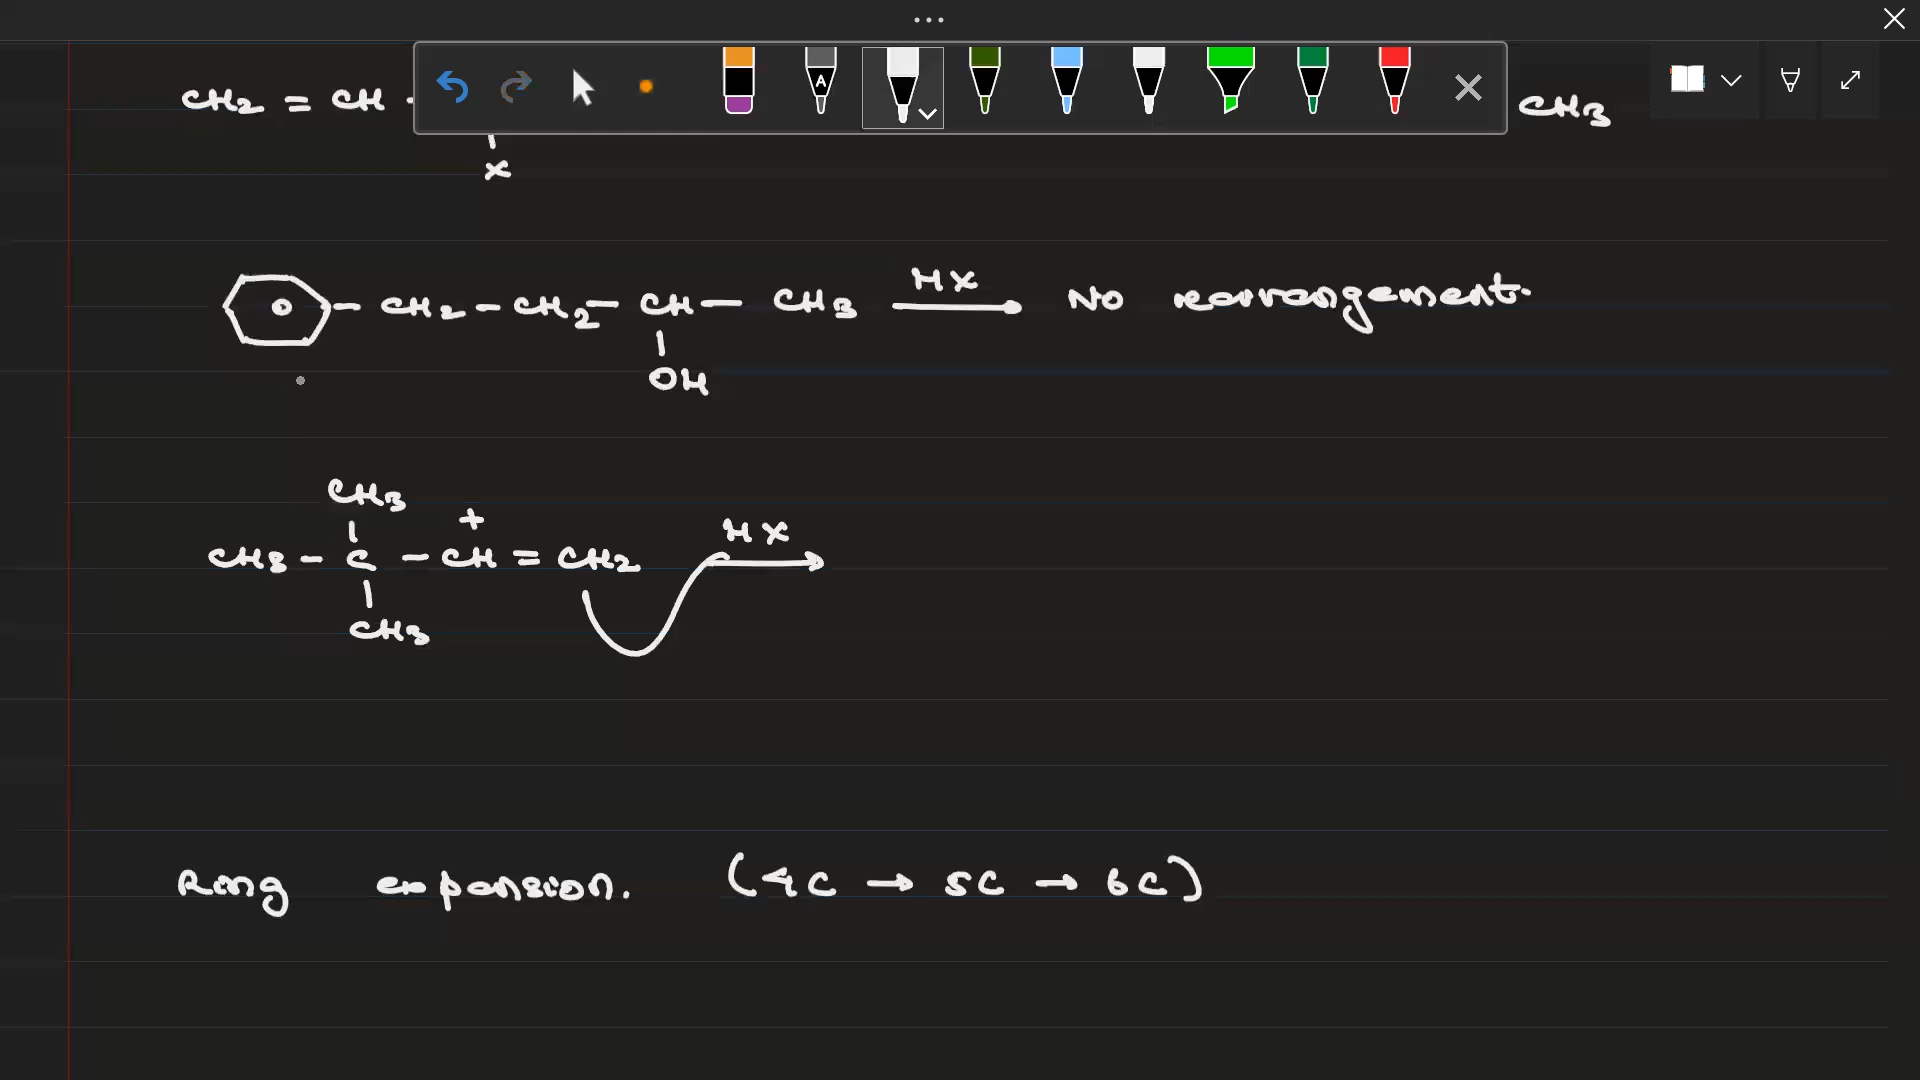 CH2 = CH - CH3
X
CH2 - CH2 - CH - CH3 HX → No rearrangement.
OH
CH3
+
CH3 - C - CH = CH2 HX →
CH3
Ring expansion. (4C → 5C → 6C)